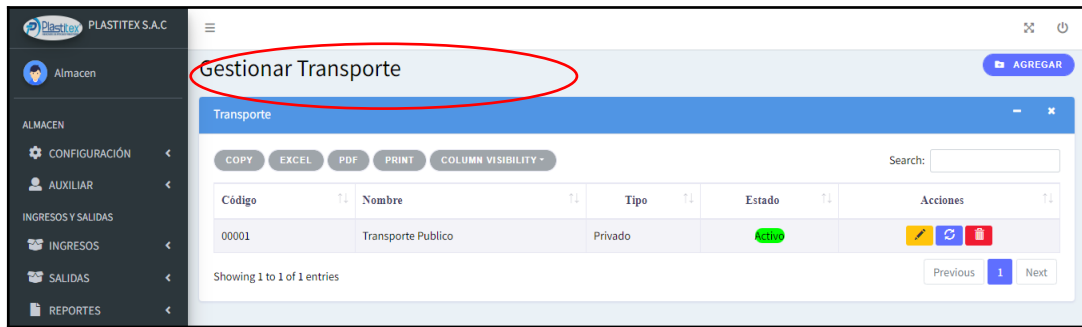 Plastitex PLASTITEX S.A.C
Almacen
ALMACEN
CONFIGURACIÓN
AUXILIAR
INGRESOS Y SALIDAS
INGRESOS
SALIDAS
REPORTES
Gestionar Transporte
AGREGAR
Transporte
COPY EXCEL PDF PRINT COLUMN VISIBILITY
Search:
Código Nombre Tipo Estado Acciones
00001 Transporte Publico Privado Activo
Showing 1 to 1 of 1 entries
Previous 1 Next